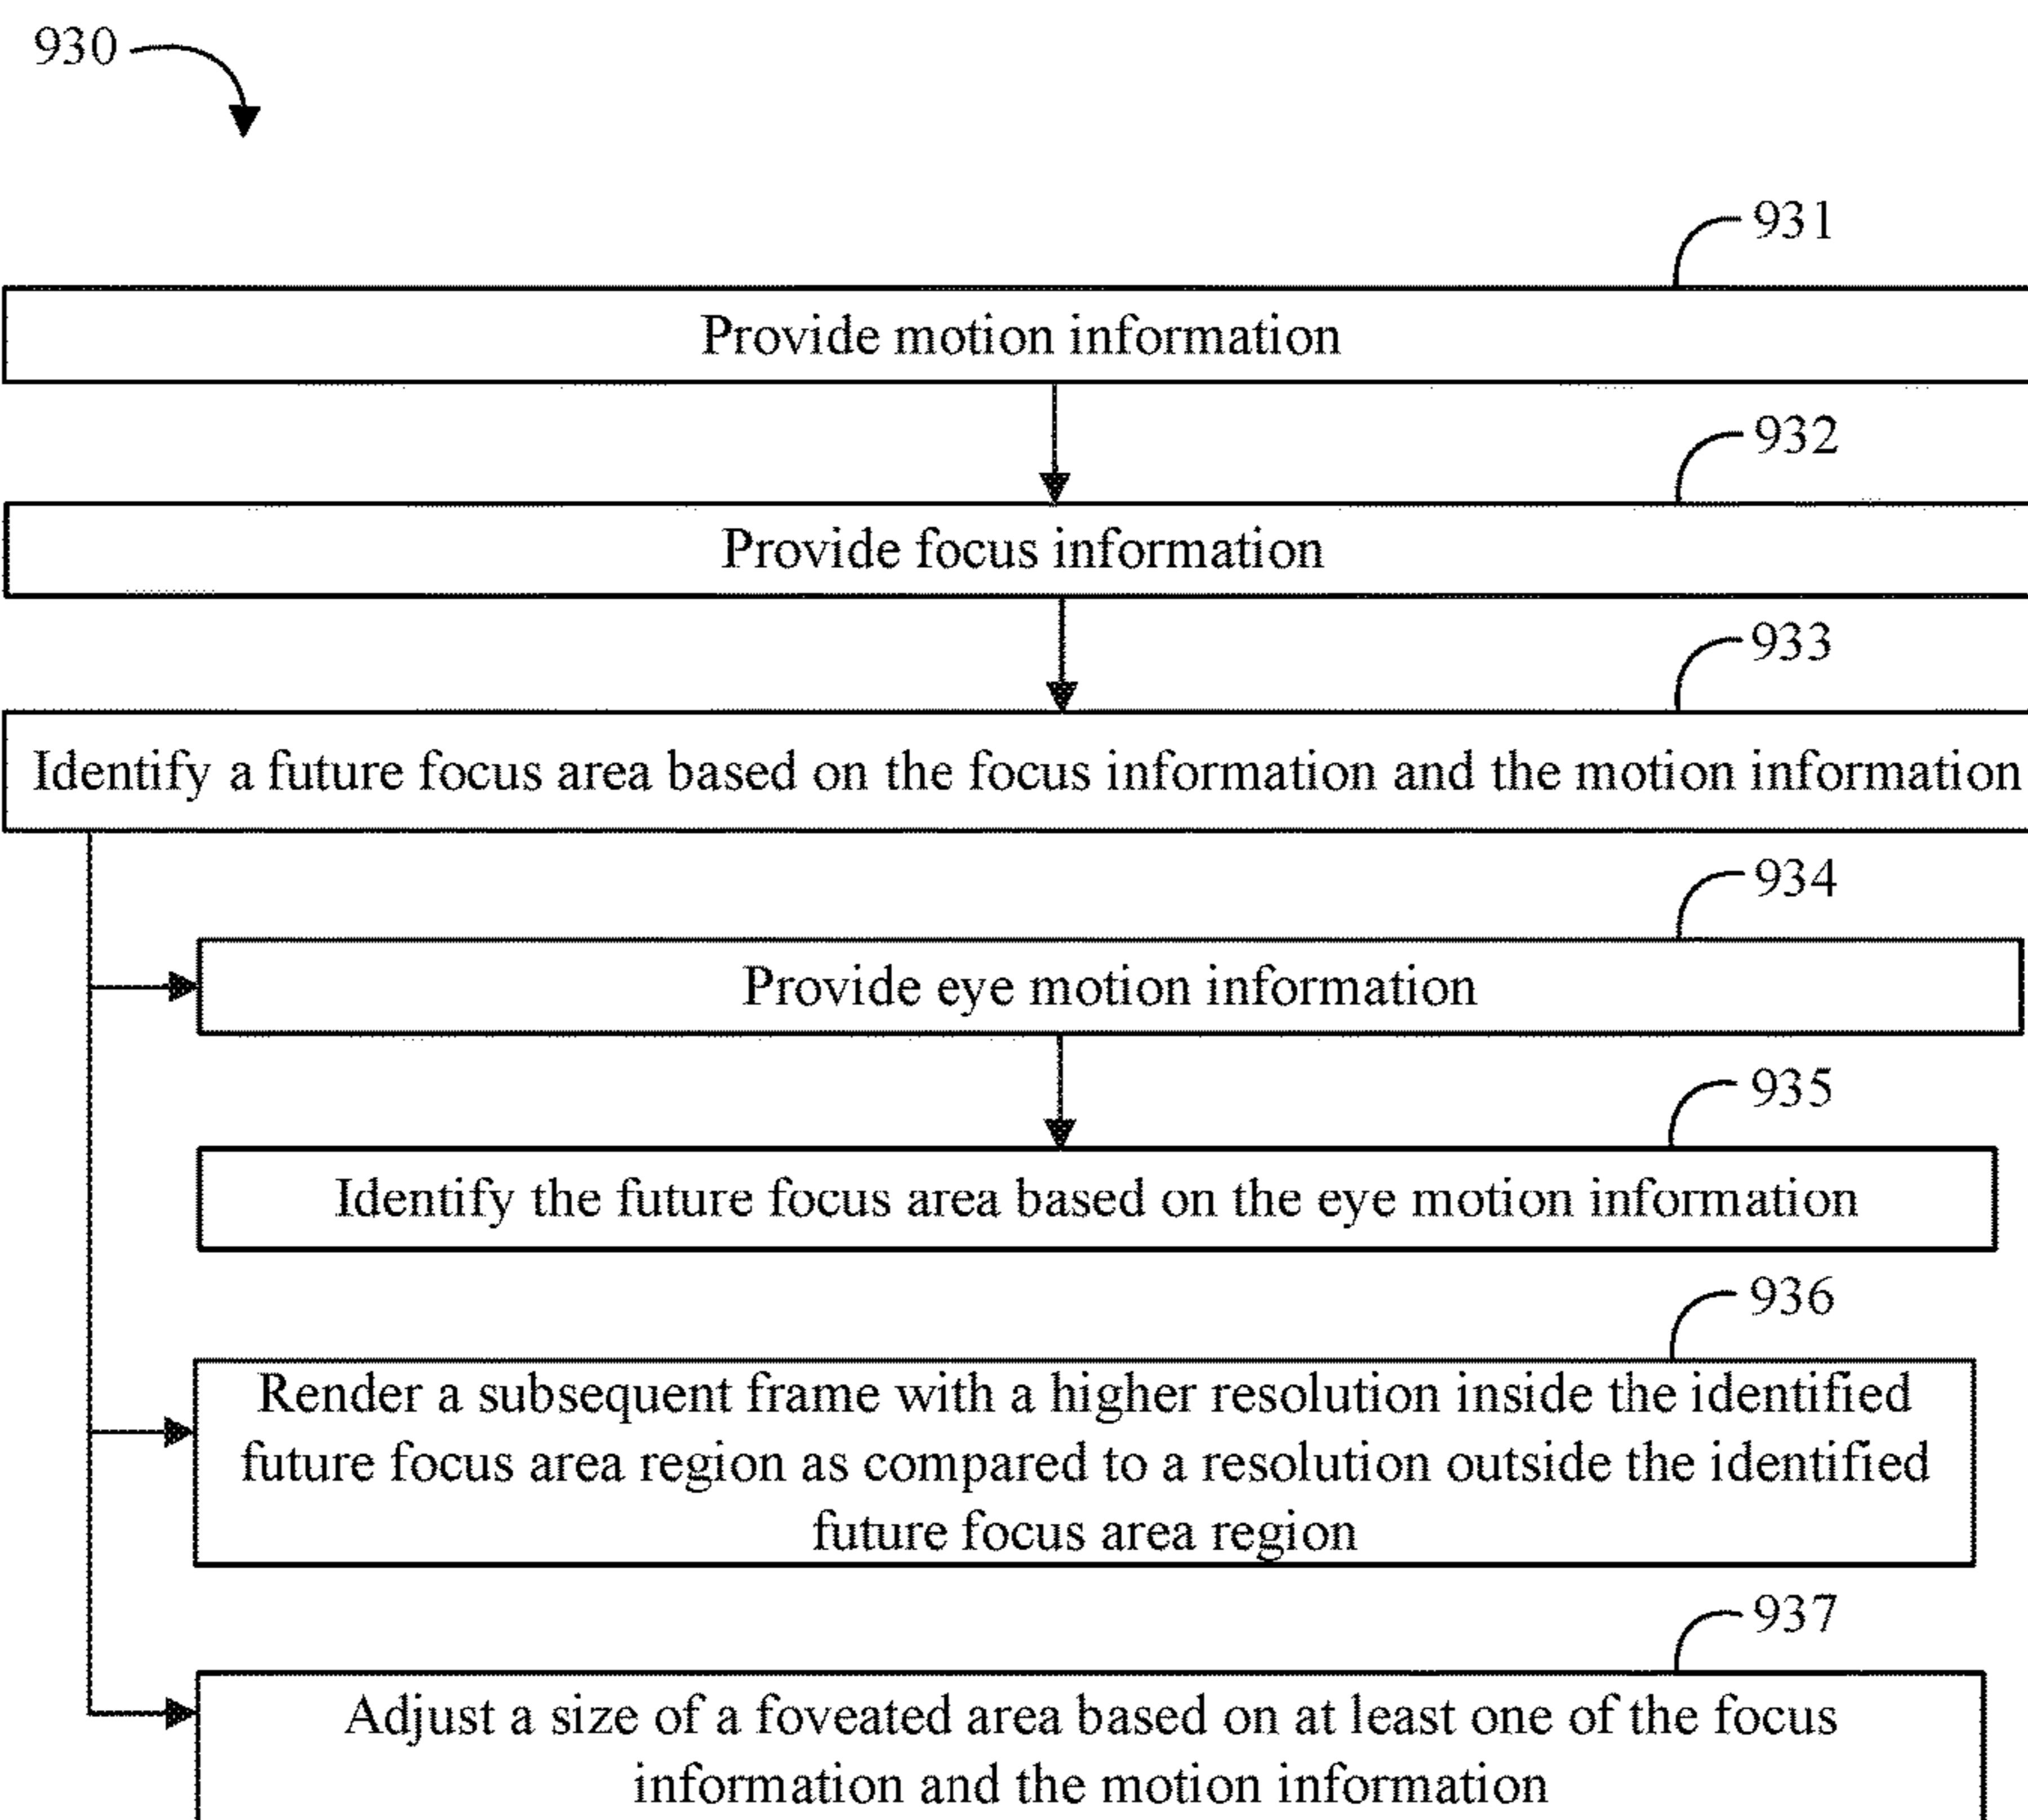 930
931
Provide motion information
932
Provide focus information
933
Identify a future focus area based on the focus information and the motion information
934
Provide eye motion information
935
Identify the future focus area based on the eye motion information
936
Render a subsequent frame with a higher resolution inside the identified
future focus area region as compared to a resolution outside the identified
future focus area region
937
Adjust a size of a foveated area based on at least one of the focus
information and the motion information